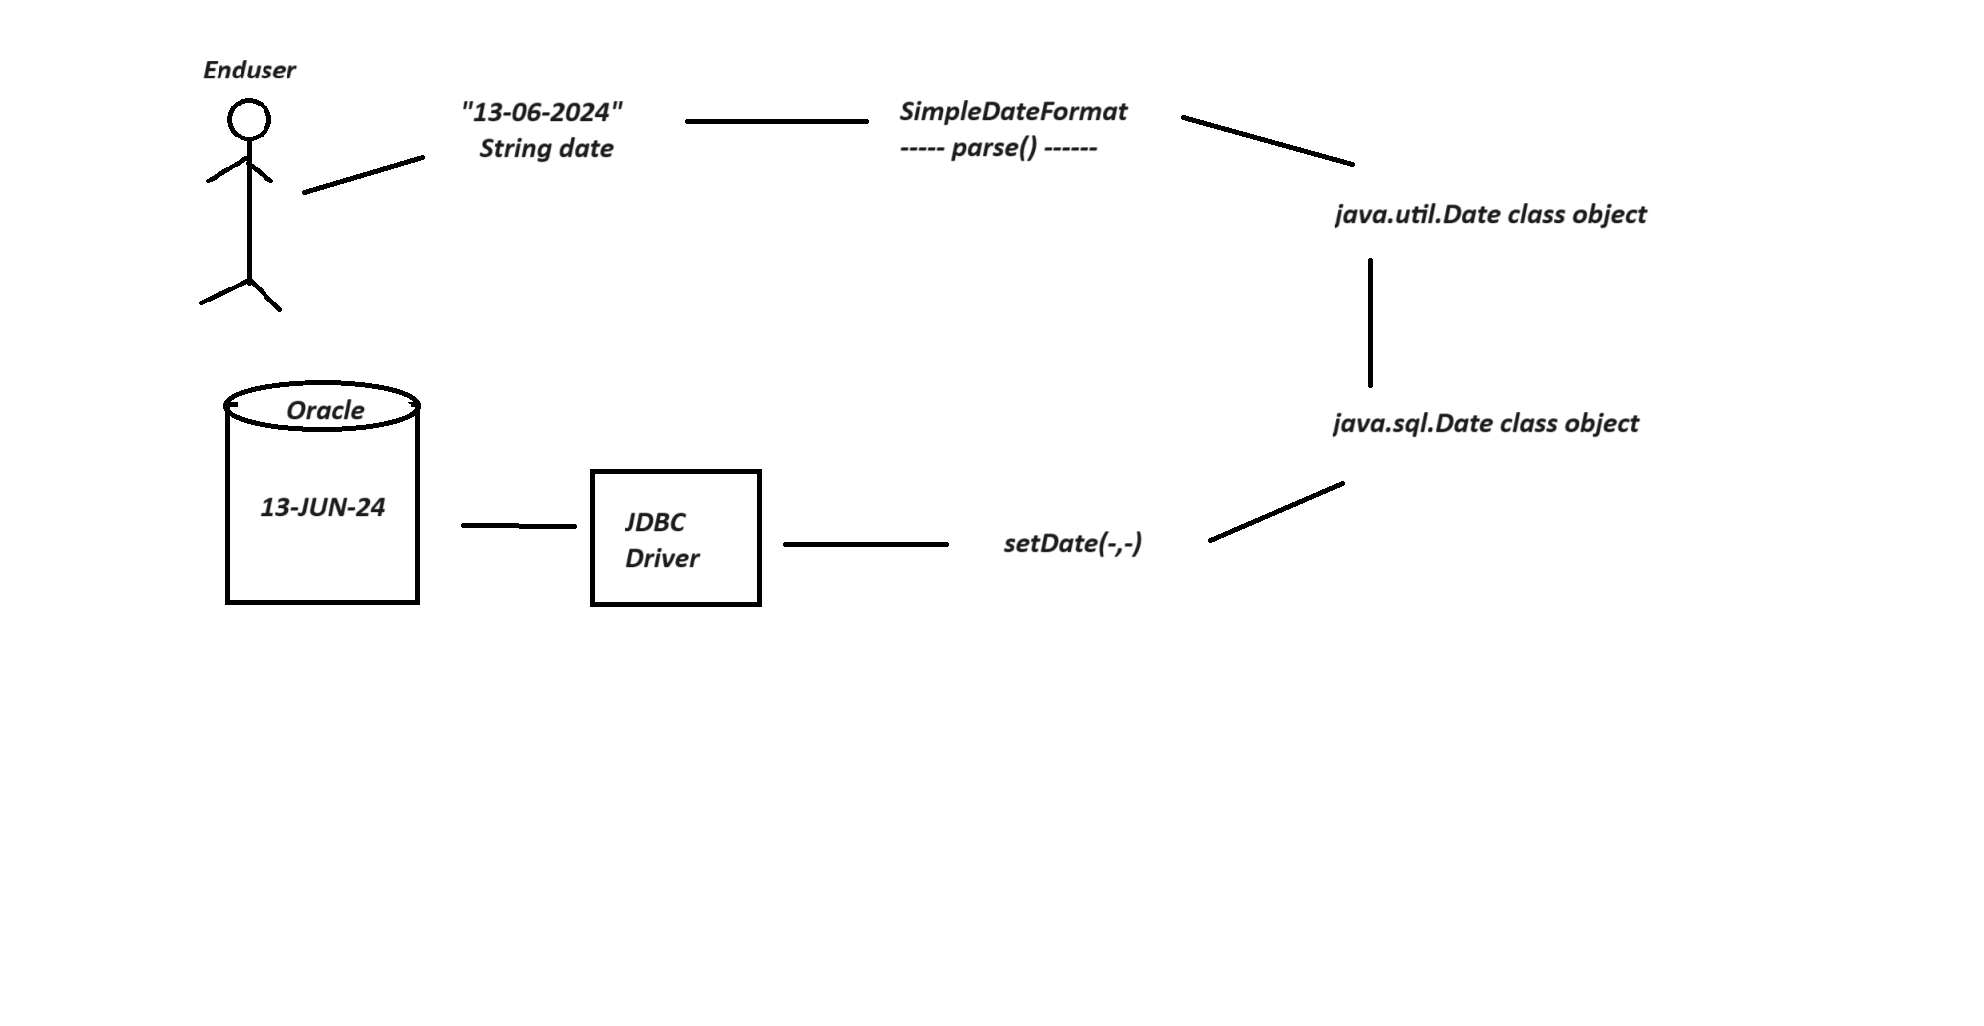 Enduser
"13-06-2024"
String date
SimpleDateFormat
----- parse() ------
java.util.Date class object
java.sql.Date class object
setDate(-,-)
JDBC
Driver
Oracle
13-JUN-24